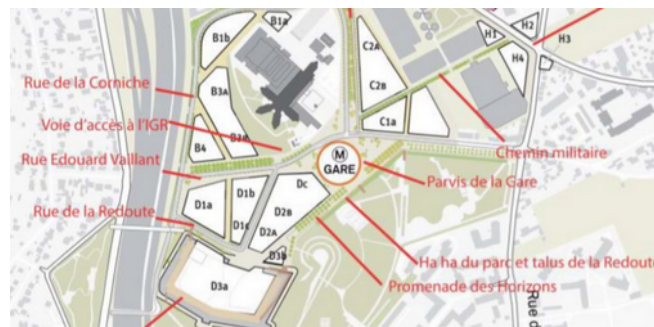 B1a
B1b
H2
H1
H3
C2A
H4
Rue de la Corniche
B3A
C2B
Voie d'accès à l'IGR
C1a
B4
Chemin militaire
Rue Edouard Vaillant
M
GARE
Parvis de la Gare
D1b
Dc
D1a
Rue de la Redoute
D2B
D1c
D2A
D3b
Ha ha du parc et talus de la Redoute
D3a
Promenade des Horizons
Rue d